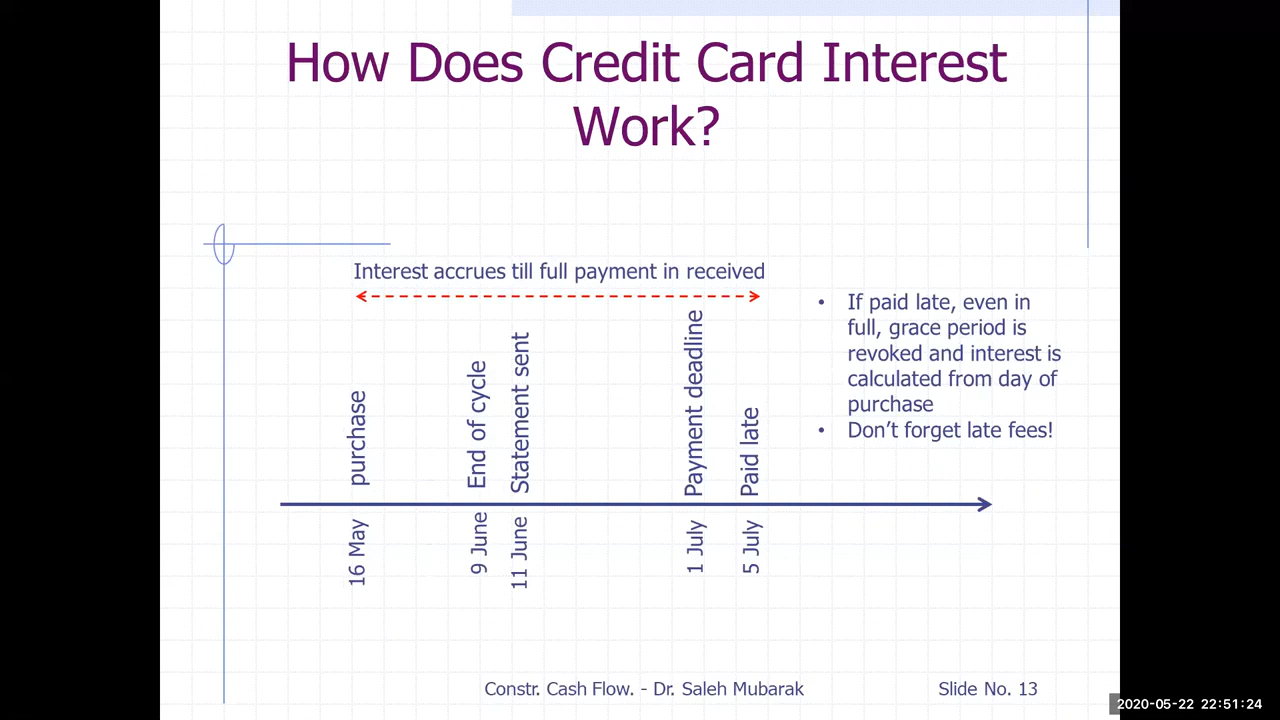 How Does Credit Card Interest
Work?
Interest accrues till full payment in received
• If paid late, even in
full, grace period is
revoked and interest is
calculated from day of
purchase
• Don’t forget late fees!
purchase
End of cycle
Statement sent
Payment deadline
Paid late
16 May
9 June
11 June
1 July
5 July
Constr. Cash Flow. - Dr. Saleh Mubarak
Slide No. 13
2020-05-22 22:51:24